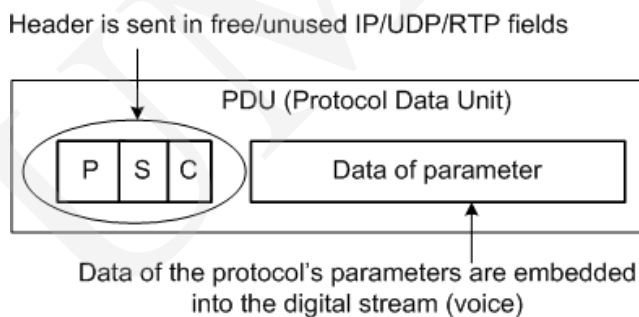 Header is sent in free/unused IP/UDP/RTP fields
PDU (Protocol Data Unit)
P S C Data of parameter
Data of the protocol's parameters are embedded
into the digital stream (voice)